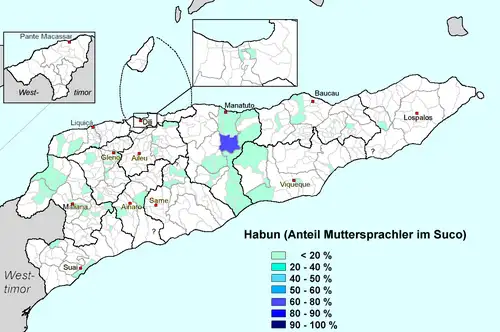 Pante Macassar
West-
timor
Manatuto
Baucau
Lospalos
Liquiçá
Dili
Gleno
Aileu
?
Viqueque
Maliana
Ainaro
Same
?
Suai
West-
timor
Habun (Anteil Muttersprachler im Suco)
< 20 %
20 - 40 %
40 - 50 %
50 - 60 %
60 - 80 %
80 - 90 %
90 - 100 %